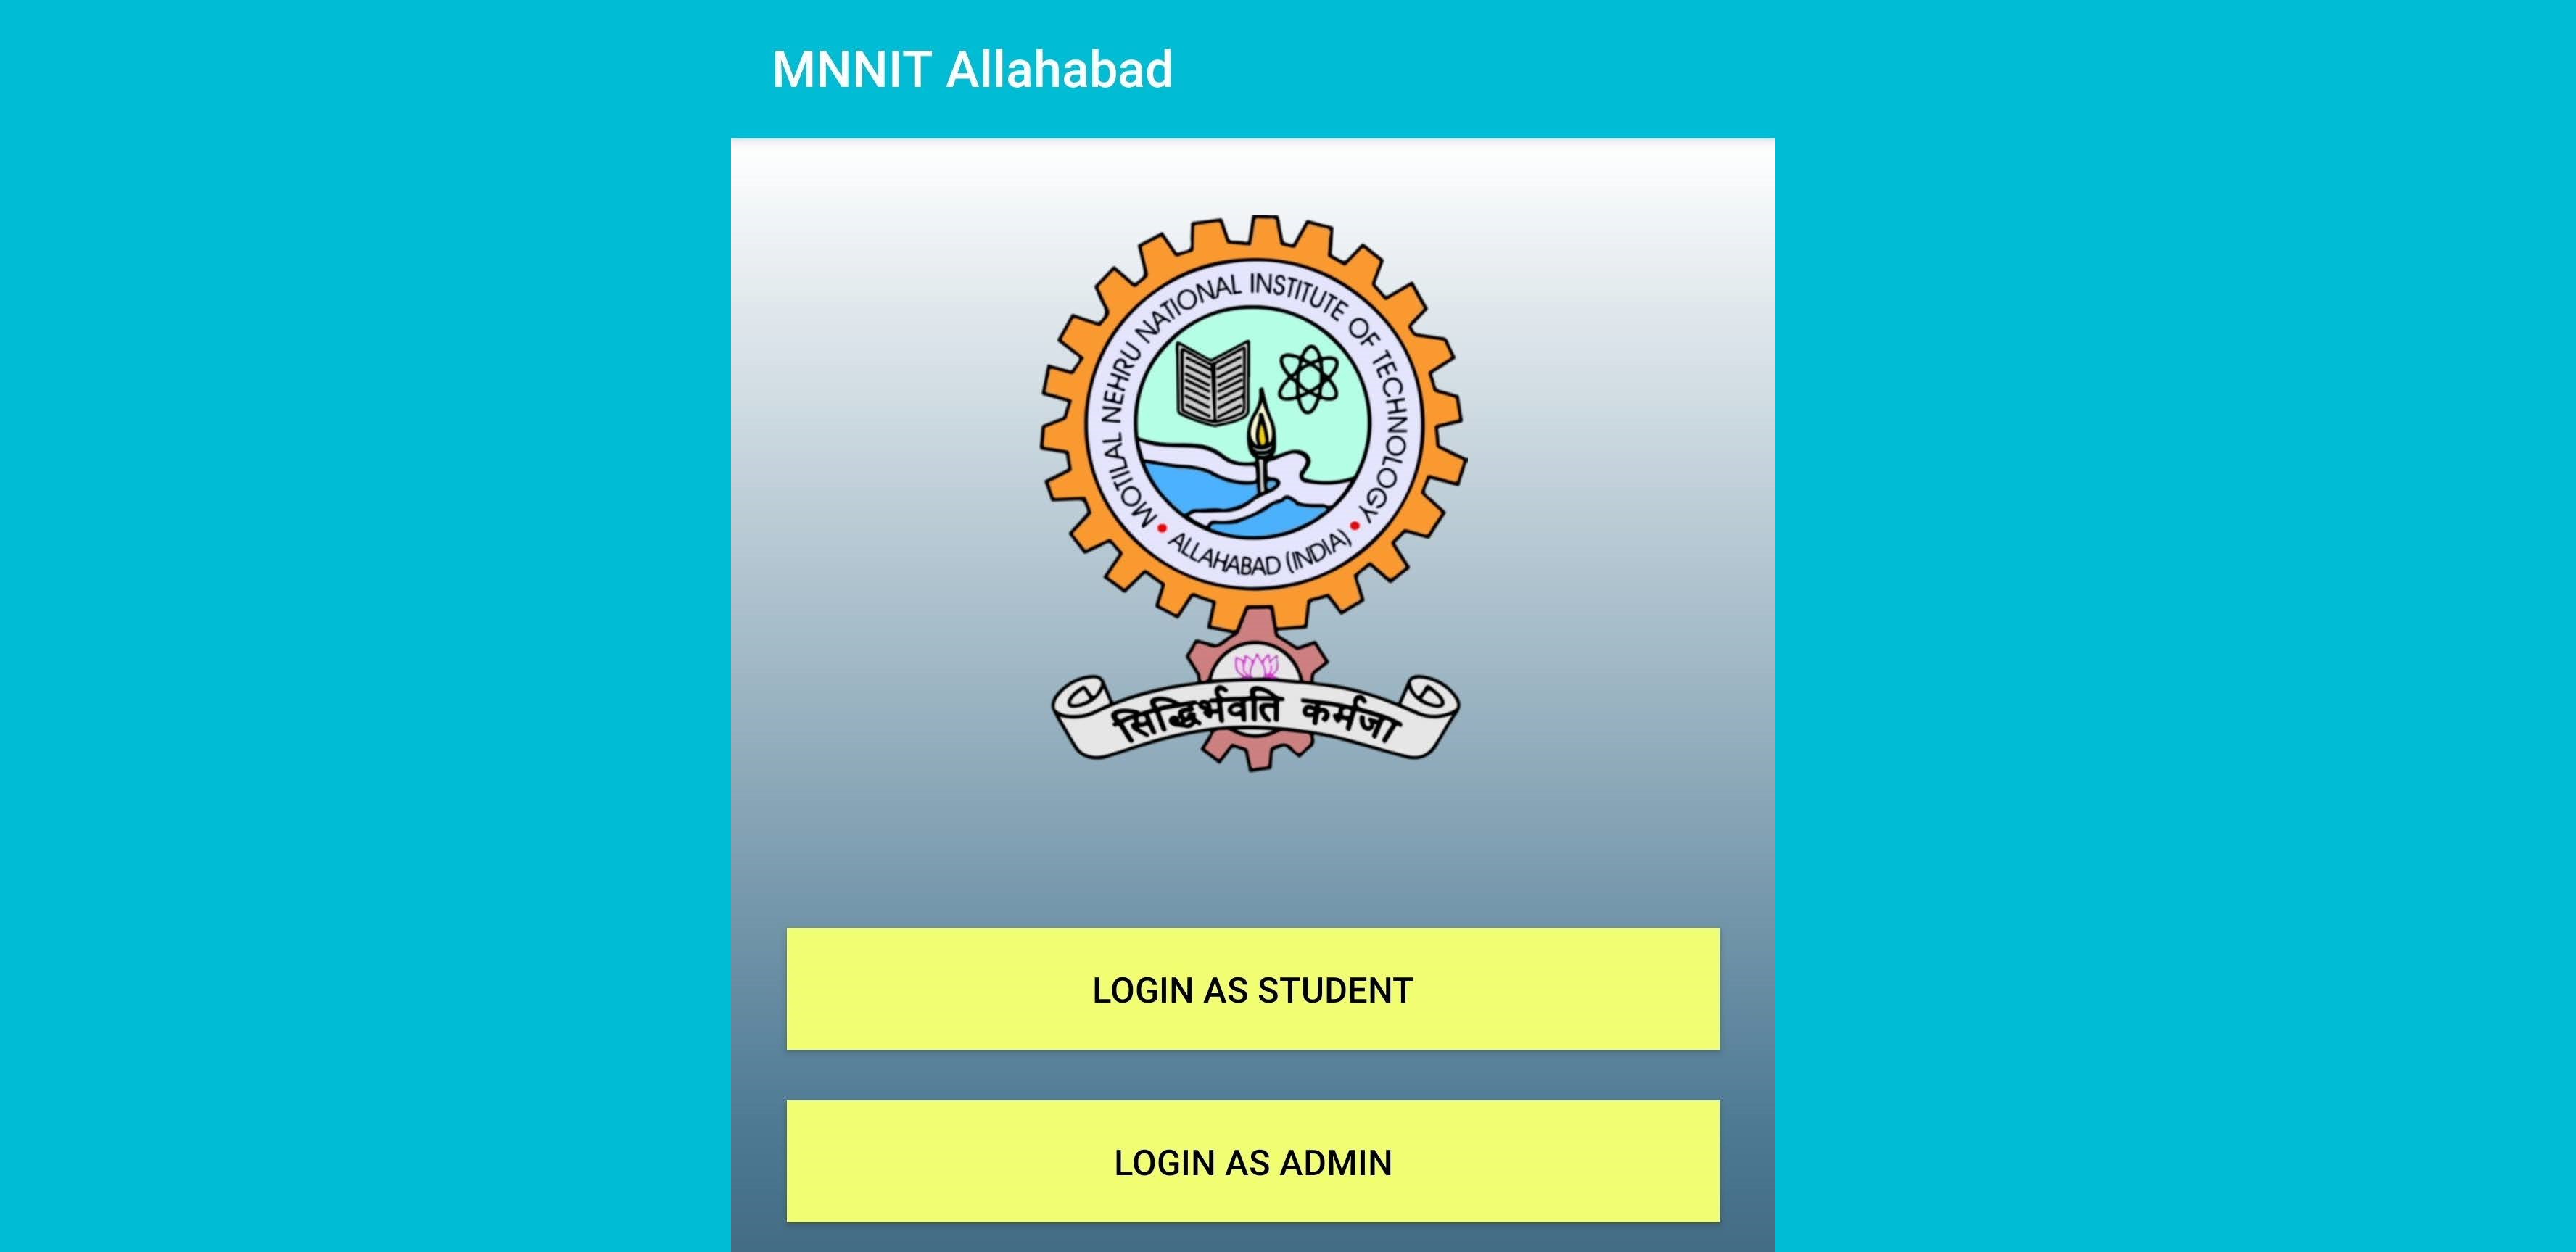 MNNIT Allahabad
MOTILAL NEHRU NATIONAL INSTITUTE OF TECHNOLOGY
• ALLAHABAD (INDIA) •
सिद्धिर्भवति कर्मजा
LOGIN AS STUDENT
LOGIN AS ADMIN